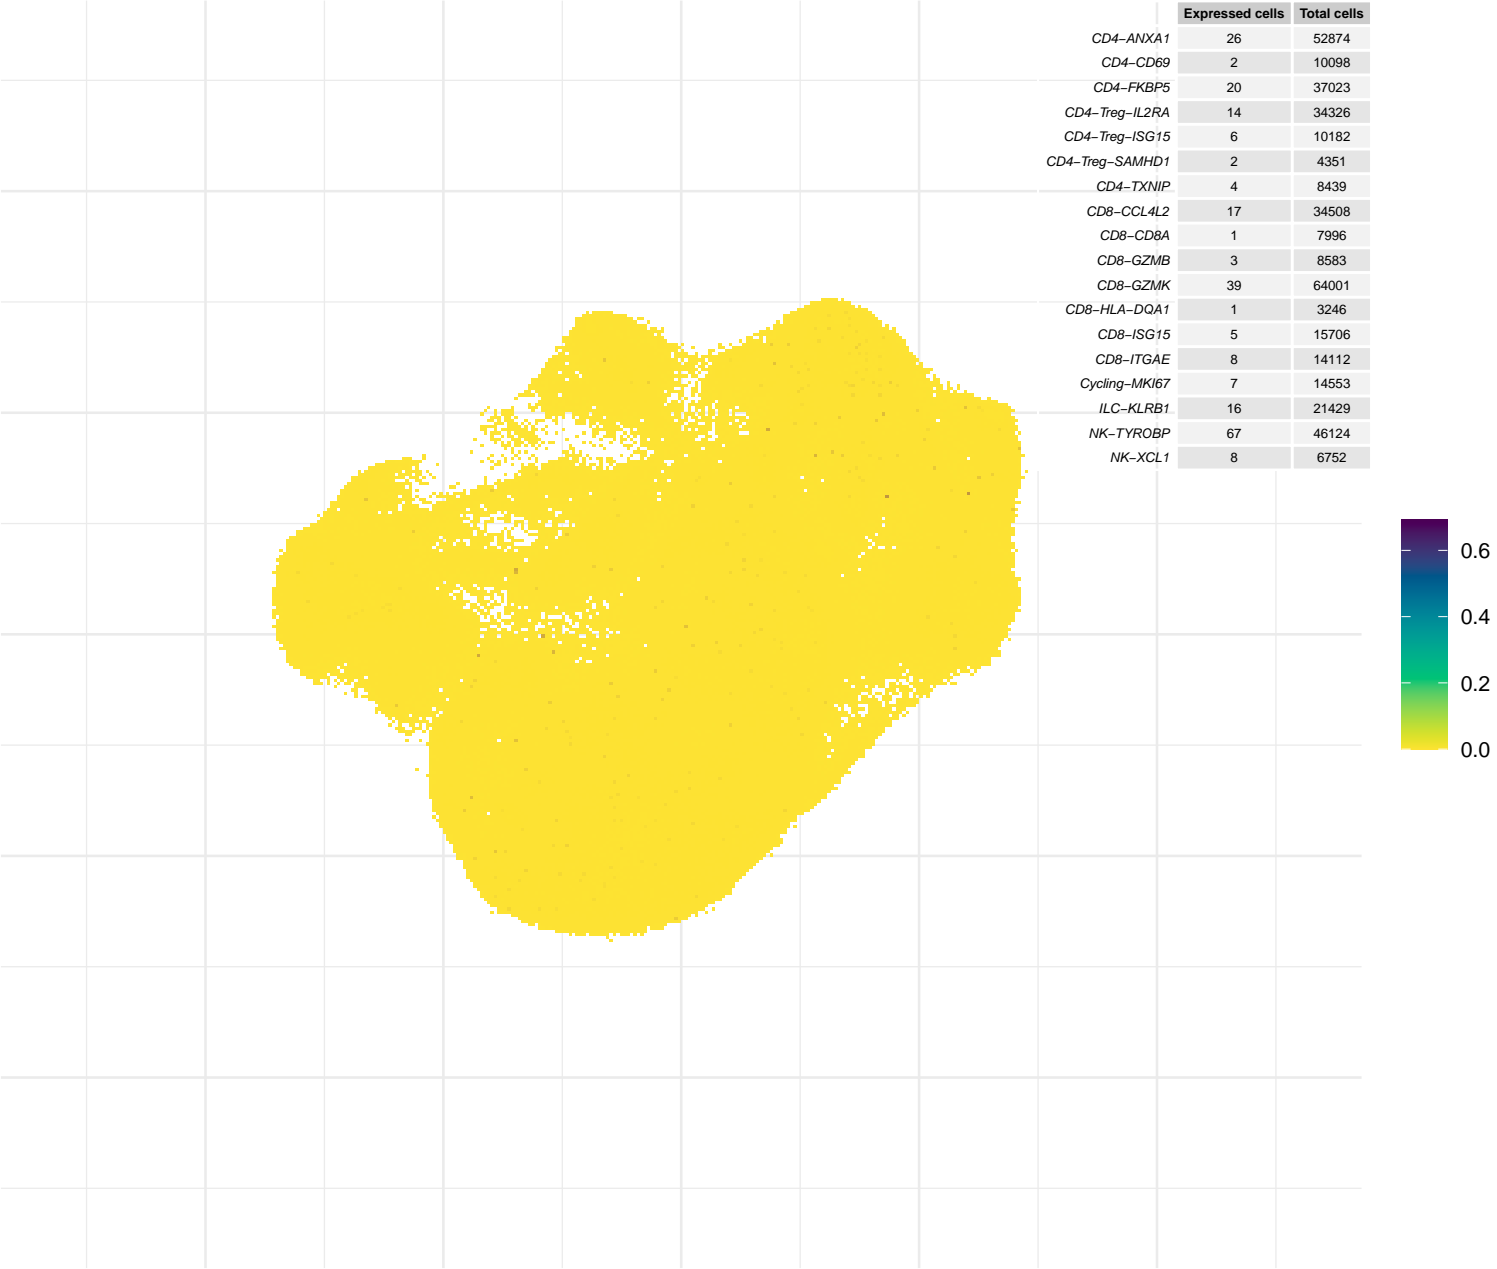 Expressed cells Total cells
CD4−ANXA1 26 52874
CD4−CD69 2 10098
CD4−FKBP5 20 37023
CD4−Treg−IL2RA 14 34326
CD4−Treg−ISG15 6 10182
CD4−Treg−SAMHD1 2 4351
CD4−TXNIP 4 8439
CD8−CCL4L2 17 34508
CD8−CD8A 1 7996
CD8−GZMB 3 8583
CD8−GZMK 39 64001
CD8−HLA−DQA1 1 3246
CD8−ISG15 5 15706
CD8−ITGAE 8 14112
Cycling−MKI67 7 14553
ILC−KLRB1 16 21429
NK−TYROBP 67 46124
NK−XCL1 8 6752
0.6
0.4
0.2
0.0